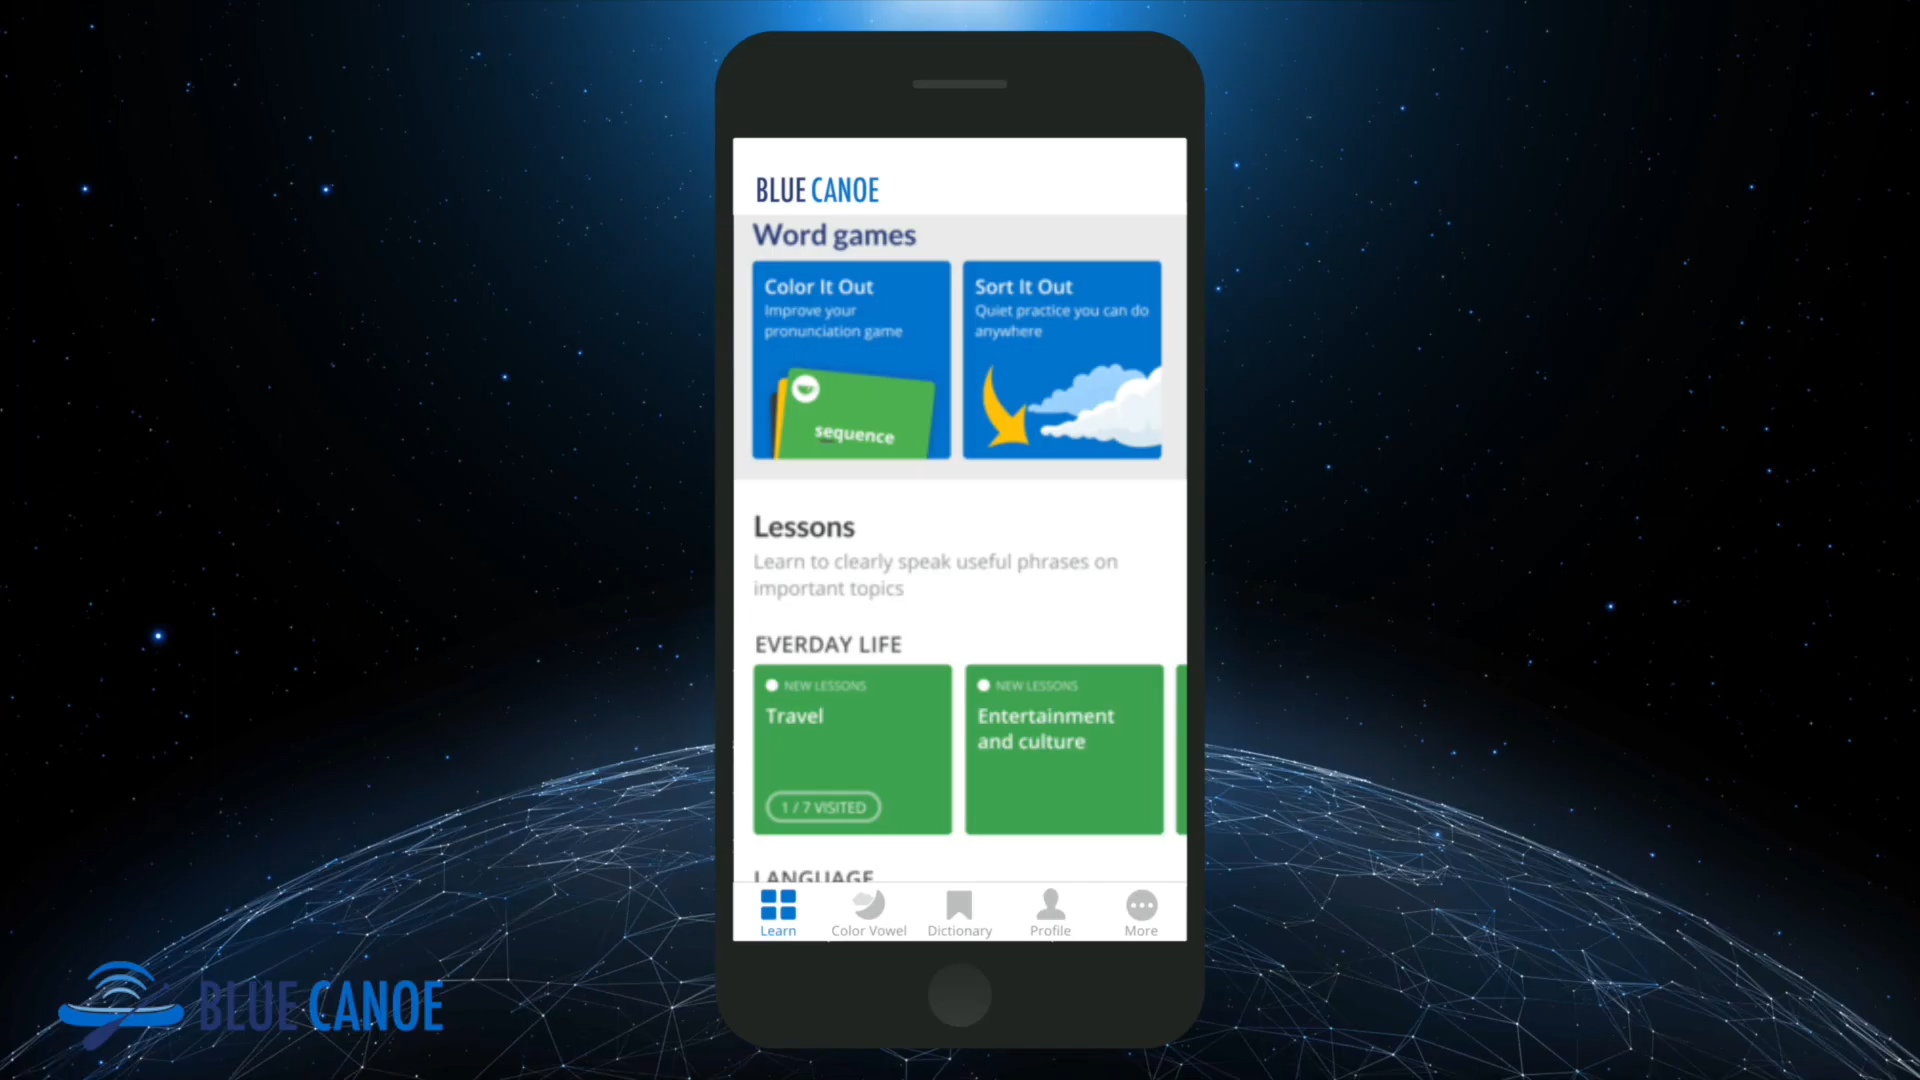 BLUE CANOE
Word games
Color It Out
Improve your
pronunciation game
sequence
Sort It Out
Quiet practice you can do
anywhere
Lessons
Learn to clearly speak useful phrases on
important topics
EVERDAY LIFE
NEW LESSONS
Travel
1 / 7 VISITED
NEW LESSONS
Entertainment
and culture
LANGUAGE
Learn
Color Vowel
Dictionary
Profile
More
BLUE CANOE